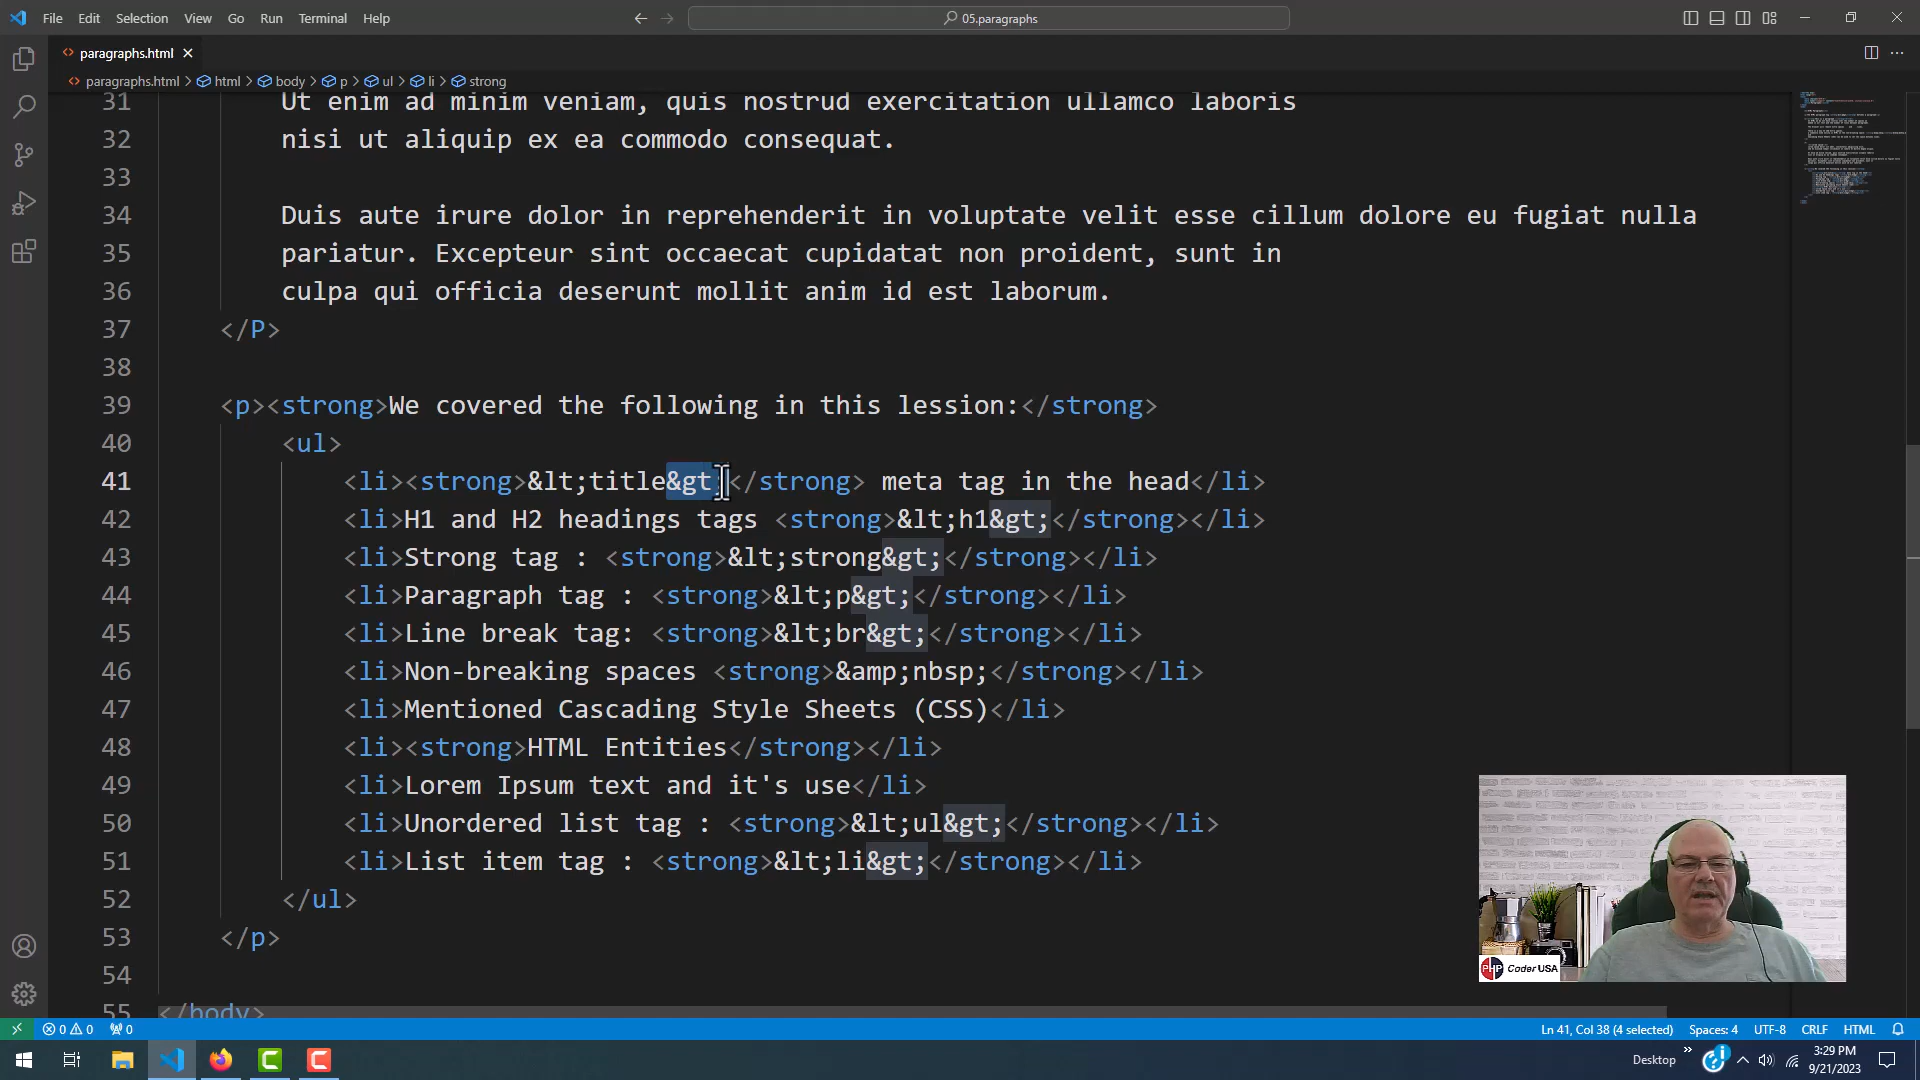 File Edit Selection View Go Run Terminal Help
05.paragraphs
paragraphs.html
paragraphs.html > html > body > p > ul > li > strong
31 Ut enim ad minim veniam, quis nostrud exercitation ullamco laboris
32 nisi ut aliquip ex ea commodo consequat.
33
34 Duis aute irure dolor in reprehenderit in voluptate velit esse cillum dolore eu fugiat nulla
35 pariatur. Excepteur sint occaecat cupidatat non proident, sunt in
36 culpa qui officia deserunt mollit anim id est laborum.
37 </P>
38
39 <p><strong>We covered the following in this lession:</strong>
40 <ul>
41 <li><strong>&lt;title&gt;</strong> meta tag in the head</li>
42 <li>H1 and H2 headings tags <strong>&lt;h1&gt;</strong></li>
43 <li>Strong tag : <strong>&lt;strong&gt;</strong></li>
44 <li>Paragraph tag : <strong>&lt;p&gt;</strong></li>
45 <li>Line break tag: <strong>&lt;br&gt;</strong></li>
46 <li>Non-breaking spaces <strong>&amp;nbsp;</strong></li>
47 <li>Mentioned Cascading Style Sheets (CSS)</li>
48 <li><strong>HTML Entities</strong></li>
49 <li>Lorem Ipsum text and it's use</li>
50 <li>Unordered list tag : <strong>&lt;ul&gt;</strong></li>
51 <li>List item tag : <strong>&lt;li&gt;</strong></li>
52 </ul>
53 </p>
54
55 </body>
PHP Coder USA
0 0 0
Ln 41, Col 38 (4 selected) Spaces: 4 UTF-8 CRLF HTML
Desktop
3:29 PM
9/21/2023